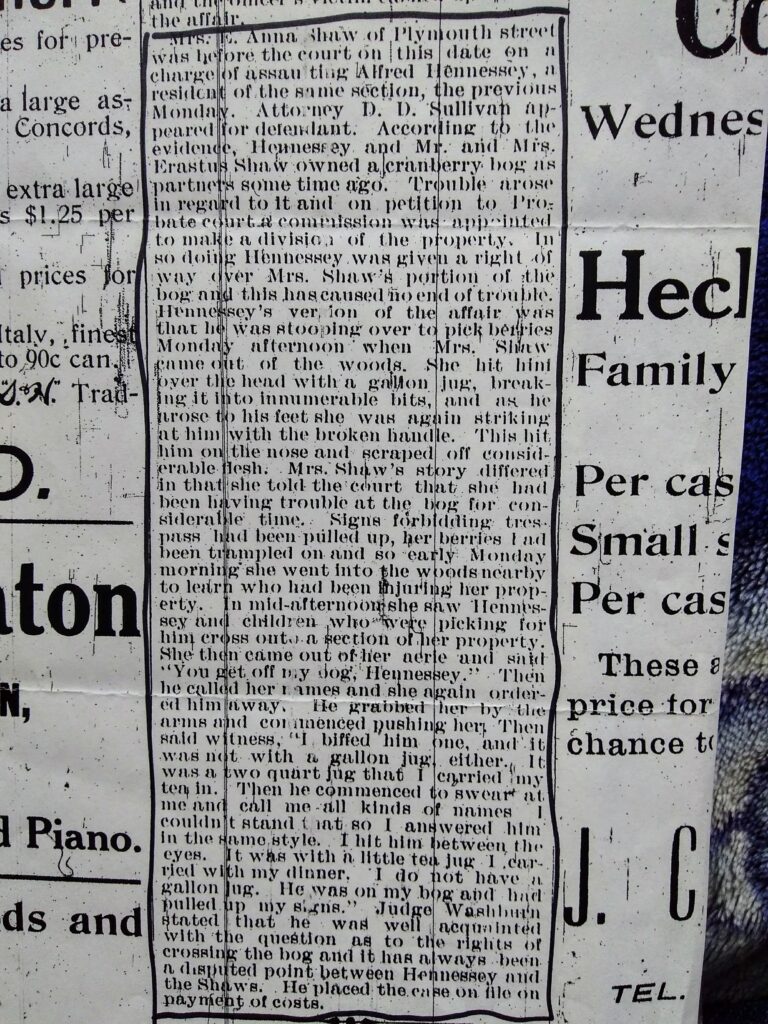 and the officer's victim
the affair.
Mrs. E. Anna Shaw of Plymouth street
was before the court on this date on a
charge of assau ting Alfred Hennessey, a
resident of the same section, the previous
Monday. Attorney D. D. Sullivan ap-
peared for defendant. According to the
evidence, Hennessey and Mr. and Mrs.
Erastus Shaw owned a cranberry bog as
partners some time ago. Trouble arose
in regard to it and on petition to Pro-
bate court a commission was appointed
to make a division of the property. In
so doing Hennessey was given a right of
way over Mrs. Shaw's portion of the
bog and this has caused no end of trouble.
Hennessey's ver ion of the affair was
that he was stooping over to pick berries
Monday afternoon when Mrs. Shaw
came out of the woods. She hit him
over the head with a gallon jug, break-
ing it into innumerable bits, and as he
arose to his feet she was again striking
at him with the broken handle. This hit
him on the nose and scraped off consid-
erable flesh. Mrs. Shaw's story differed
in that she told the court that she had
been having trouble at the bog for con-
siderable time. Signs forbidding tres-
pass had been pulled up, her berries had
been trampled on and so early Monday
morning she went into the woods nearby
to learn who had been injuring her prop-
erty. In mid-afternoon she saw Hennes-
sey and children who were picking for
him cross onto a section of her property.
She then came out of her aerie and said
"You get off my bog, Hennessey." Then
he called her names and she again order-
ed him away. He grabbed her by the
arms and commenced pushing her. Then
said witness, "I biffed him one, and it
was not with a gallon jug, either. It
was a two quart jug that I carried my
tea in. Then he commenced to swear at
me and call me all kinds of names I
couldn't stand that so I answered him
in the same style. I hit him between the
eyes. It was with a little tea jug I car-
ried with my dinner. I do not have a
gallon jug. He was on my bog and had
pulled up my signs." Judge Washburn
stated that he was well acquainted
with the question as to the rights of
crossing the bog and it has always been
a disputed point between Hennessey and
the Shaws. He placed the case on file on
payment of costs.
es for pre-
a large as-
Concords,
extra large
s $1.25 per
prices for
Italy, finest
to 90c can.
"S.&H." Trad-
D.
aton
N,
d Piano.
ds and
Co
Wednes
Heck
Family
Per cas
Small s
Per cas
These a
price for
chance to
J. C
TEL.